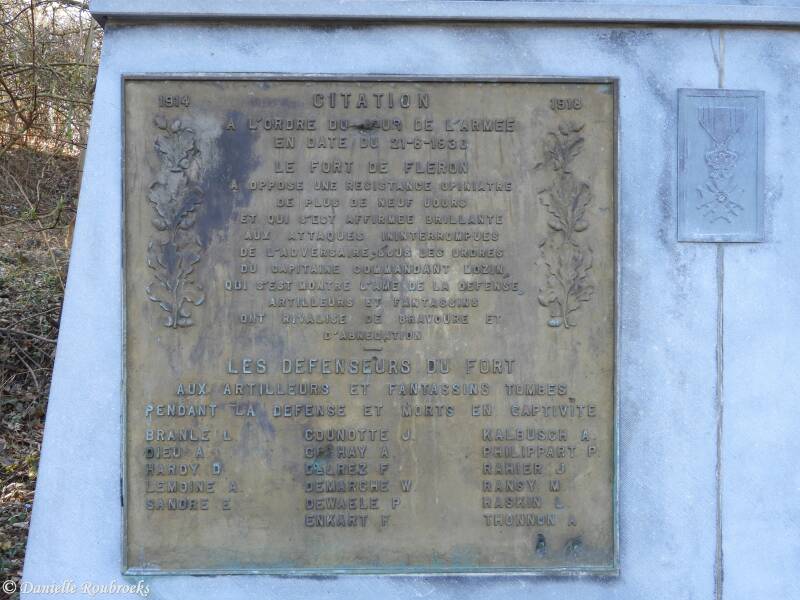 1914 CITATION 1918
A L'ORDRE DU JOUR DE L'ARMEE
EN DATE DU 21-6-1930
LE FORT DE FLERON
A OPPOSE UNE RESISTANCE OPINIATRE
DE PLUS DE NEUF JOURS
ET QUI S'EST AFFIRMEE BRILLANTE
AUX ATTAQUES ININTERROMPUES
DE L'ADVERSAIRE, SOUS LES ORDRES
DU CAPITAINE COMMANDANT MOZIN,
QUI S'EST MONTRE L'AME DE LA DEFENSE,
ARTILLEURS ET FANTASSINS
ONT RIVALISE DE BRAVOURE ET
D'ABNEGATION
LES DEFENSEURS DU FORT
AUX ARTILLEURS ET FANTASSINS TOMBES
PENDANT LA DEFENSE ET MORTS EN CAPTIVITE
BRANLE L. COUNOTTE J. KALBUSCH A.
DIEU A. A. PHILIPPART P.
HARDY D. DELREZ F RAHIER J
LEMOINE A. DEMARCHE W. RANSY M.
SANDRE E DEWAELE P RASKIN L
ENKART F THONNON A
© Danielle Roubroeks